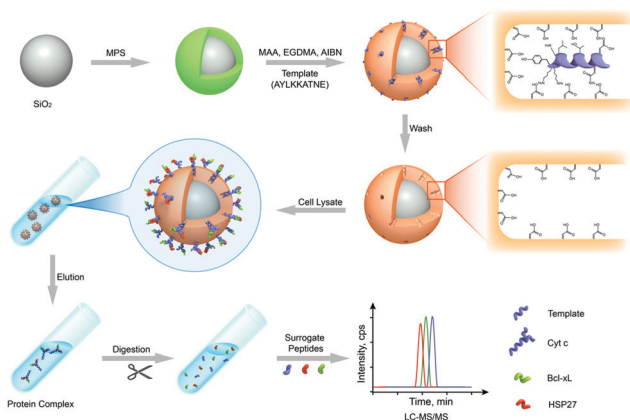 SiO₂
MPS
MAA, EGDMA, AIBN
Template
(AYLKKATNE)
Wash
Cell Lysate
Elution
Protein Complex
Digestion
Surrogate
Peptides
Intensity, cps
Time, min
LC-MS/MS
Template
Cyt c
Bcl-xL
HSP27